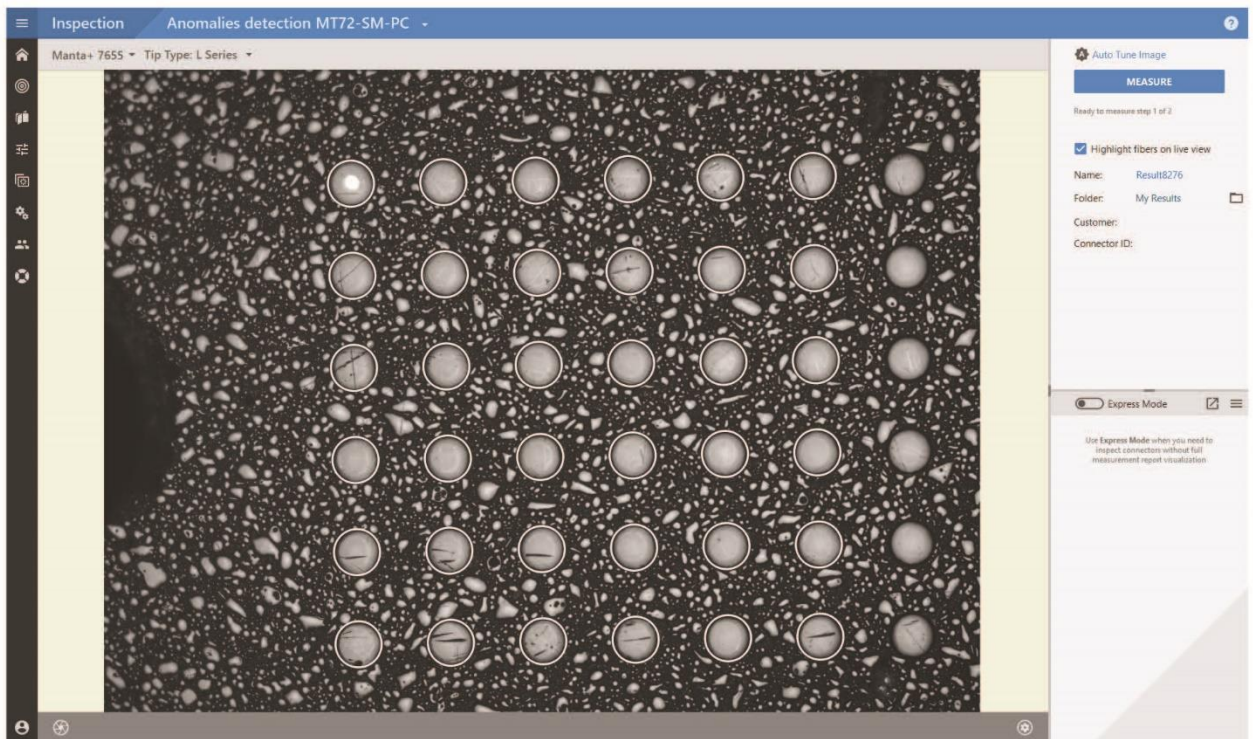 Inspection
Anomalies detection MT72-SM-PC
Manta+ 7655
Tip Type: L Series
Auto Tune Image
MEASURE
Ready to measure step 1 of 2
Highlight fibers on live view
Name: Result8276
Folder: My Results
Customer:
Connector ID:
Express Mode
Use Express Mode when you need to
inspect connectors without full
measurement report visualization